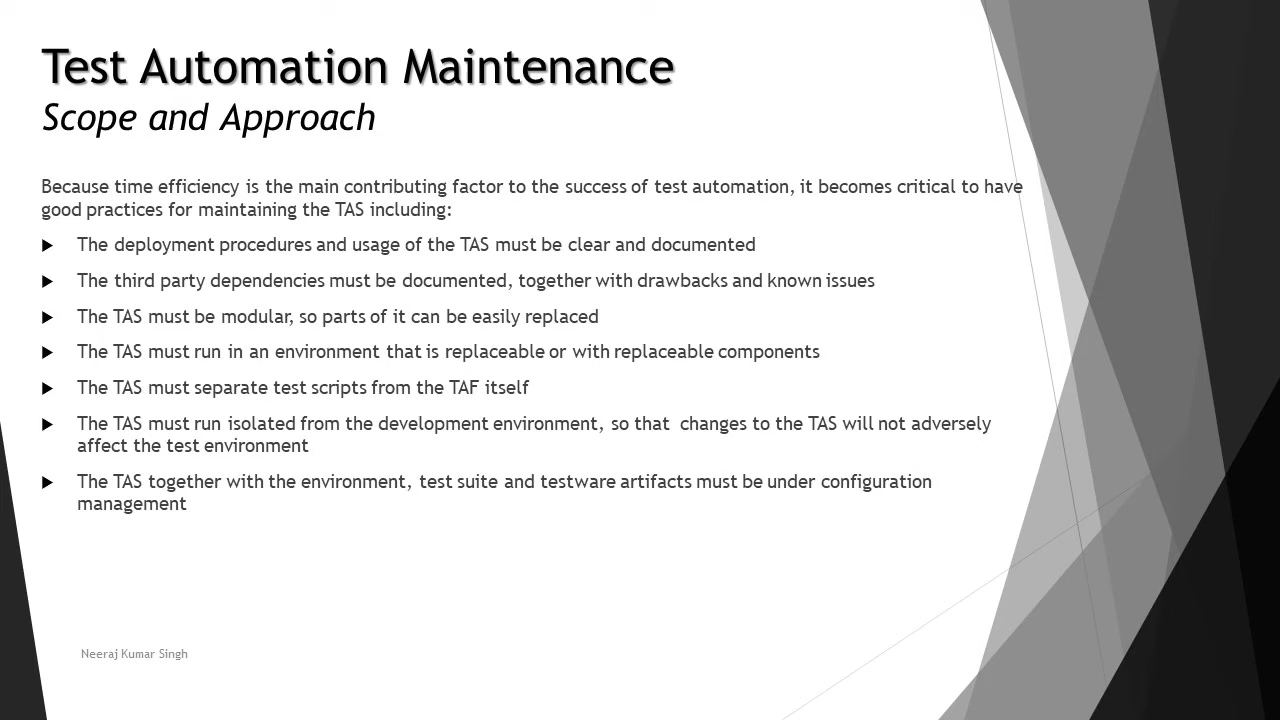 Test Automation Maintenance
Scope and Approach
Because time efficiency is the main contributing factor to the success of test automation, it becomes critical to have
good practices for maintaining the TAS including:
The deployment procedures and usage of the TAS must be clear and documented
The third party dependencies must be documented, together with drawbacks and known issues
The TAS must be modular, so parts of it can be easily replaced
The TAS must run in an environment that is replaceable or with replaceable components
The TAS must separate test scripts from the TAF itself
The TAS must run isolated from the development environment, so that  changes to the TAS will not adversely
affect the test environment
The TAS together with the environment, test suite and testware artifacts must be under configuration
management
Neeraj Kumar Singh